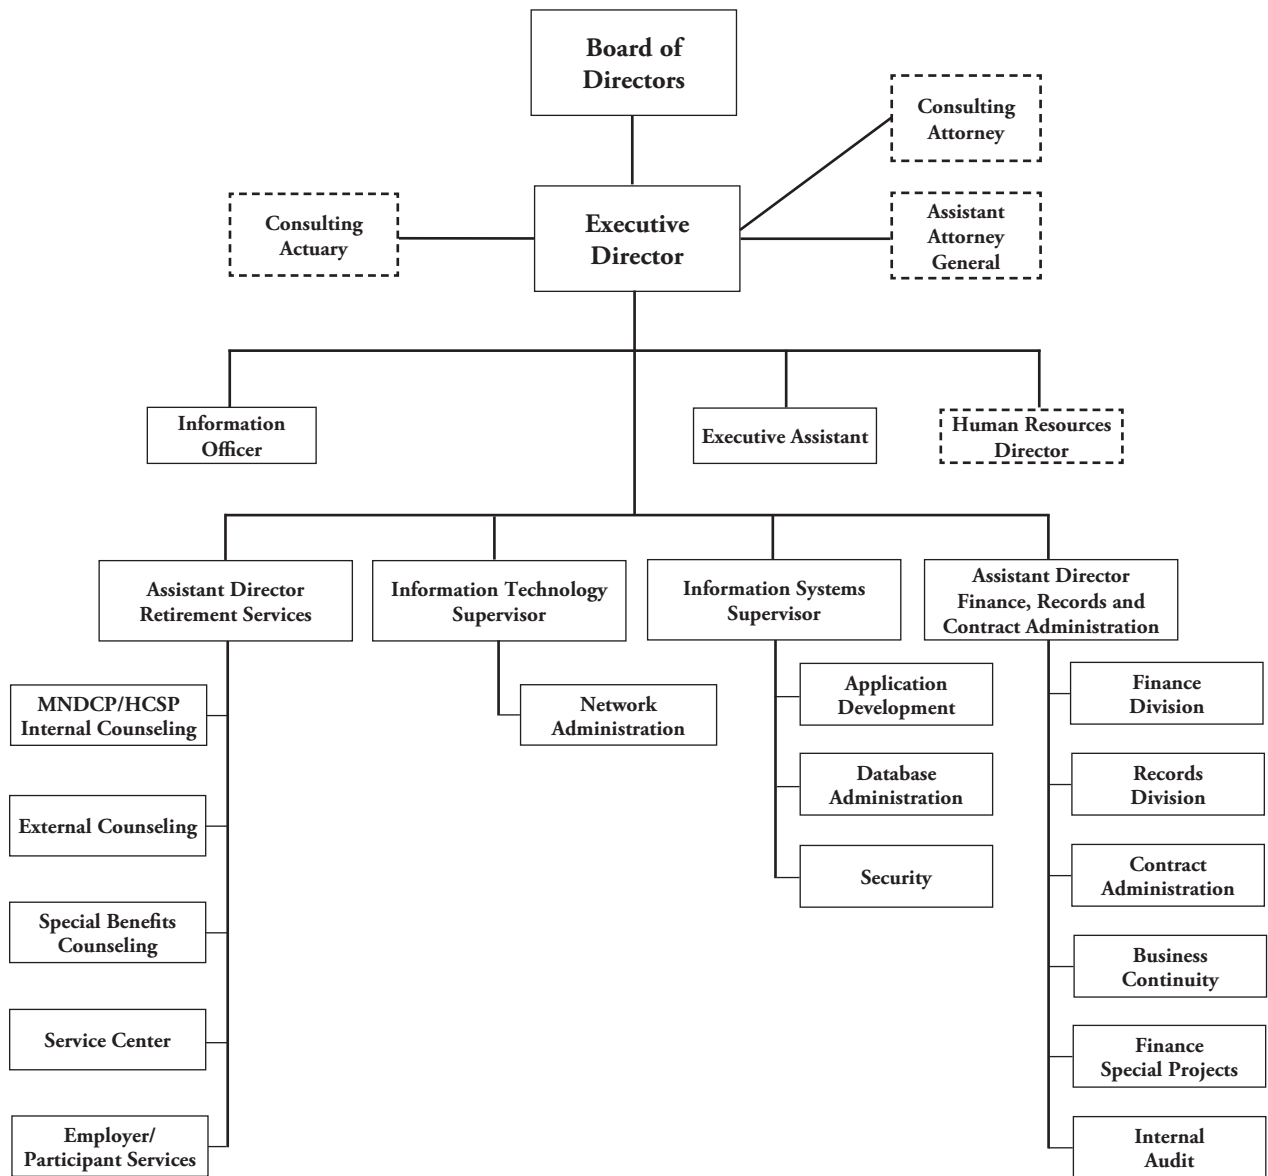 Board of
Directors
Consulting
Attorney
Consulting
Actuary
Executive
Director
Assistant
Attorney
General
Information
Officer
Executive Assistant
Human Resources
Director
Assistant Director
Retirement Services
Information Technology
Supervisor
Information Systems
Supervisor
Assistant Director
Finance, Records and
Contract Administration
MNDCP/HCSP
Internal Counseling
External Counseling
Special Benefits
Counseling
Service Center
Employer/
Participant Services
Network
Administration
Application
Development
Database
Administration
Security
Finance
Division
Records
Division
Contract
Administration
Business
Continuity
Finance
Special Projects
Internal
Audit